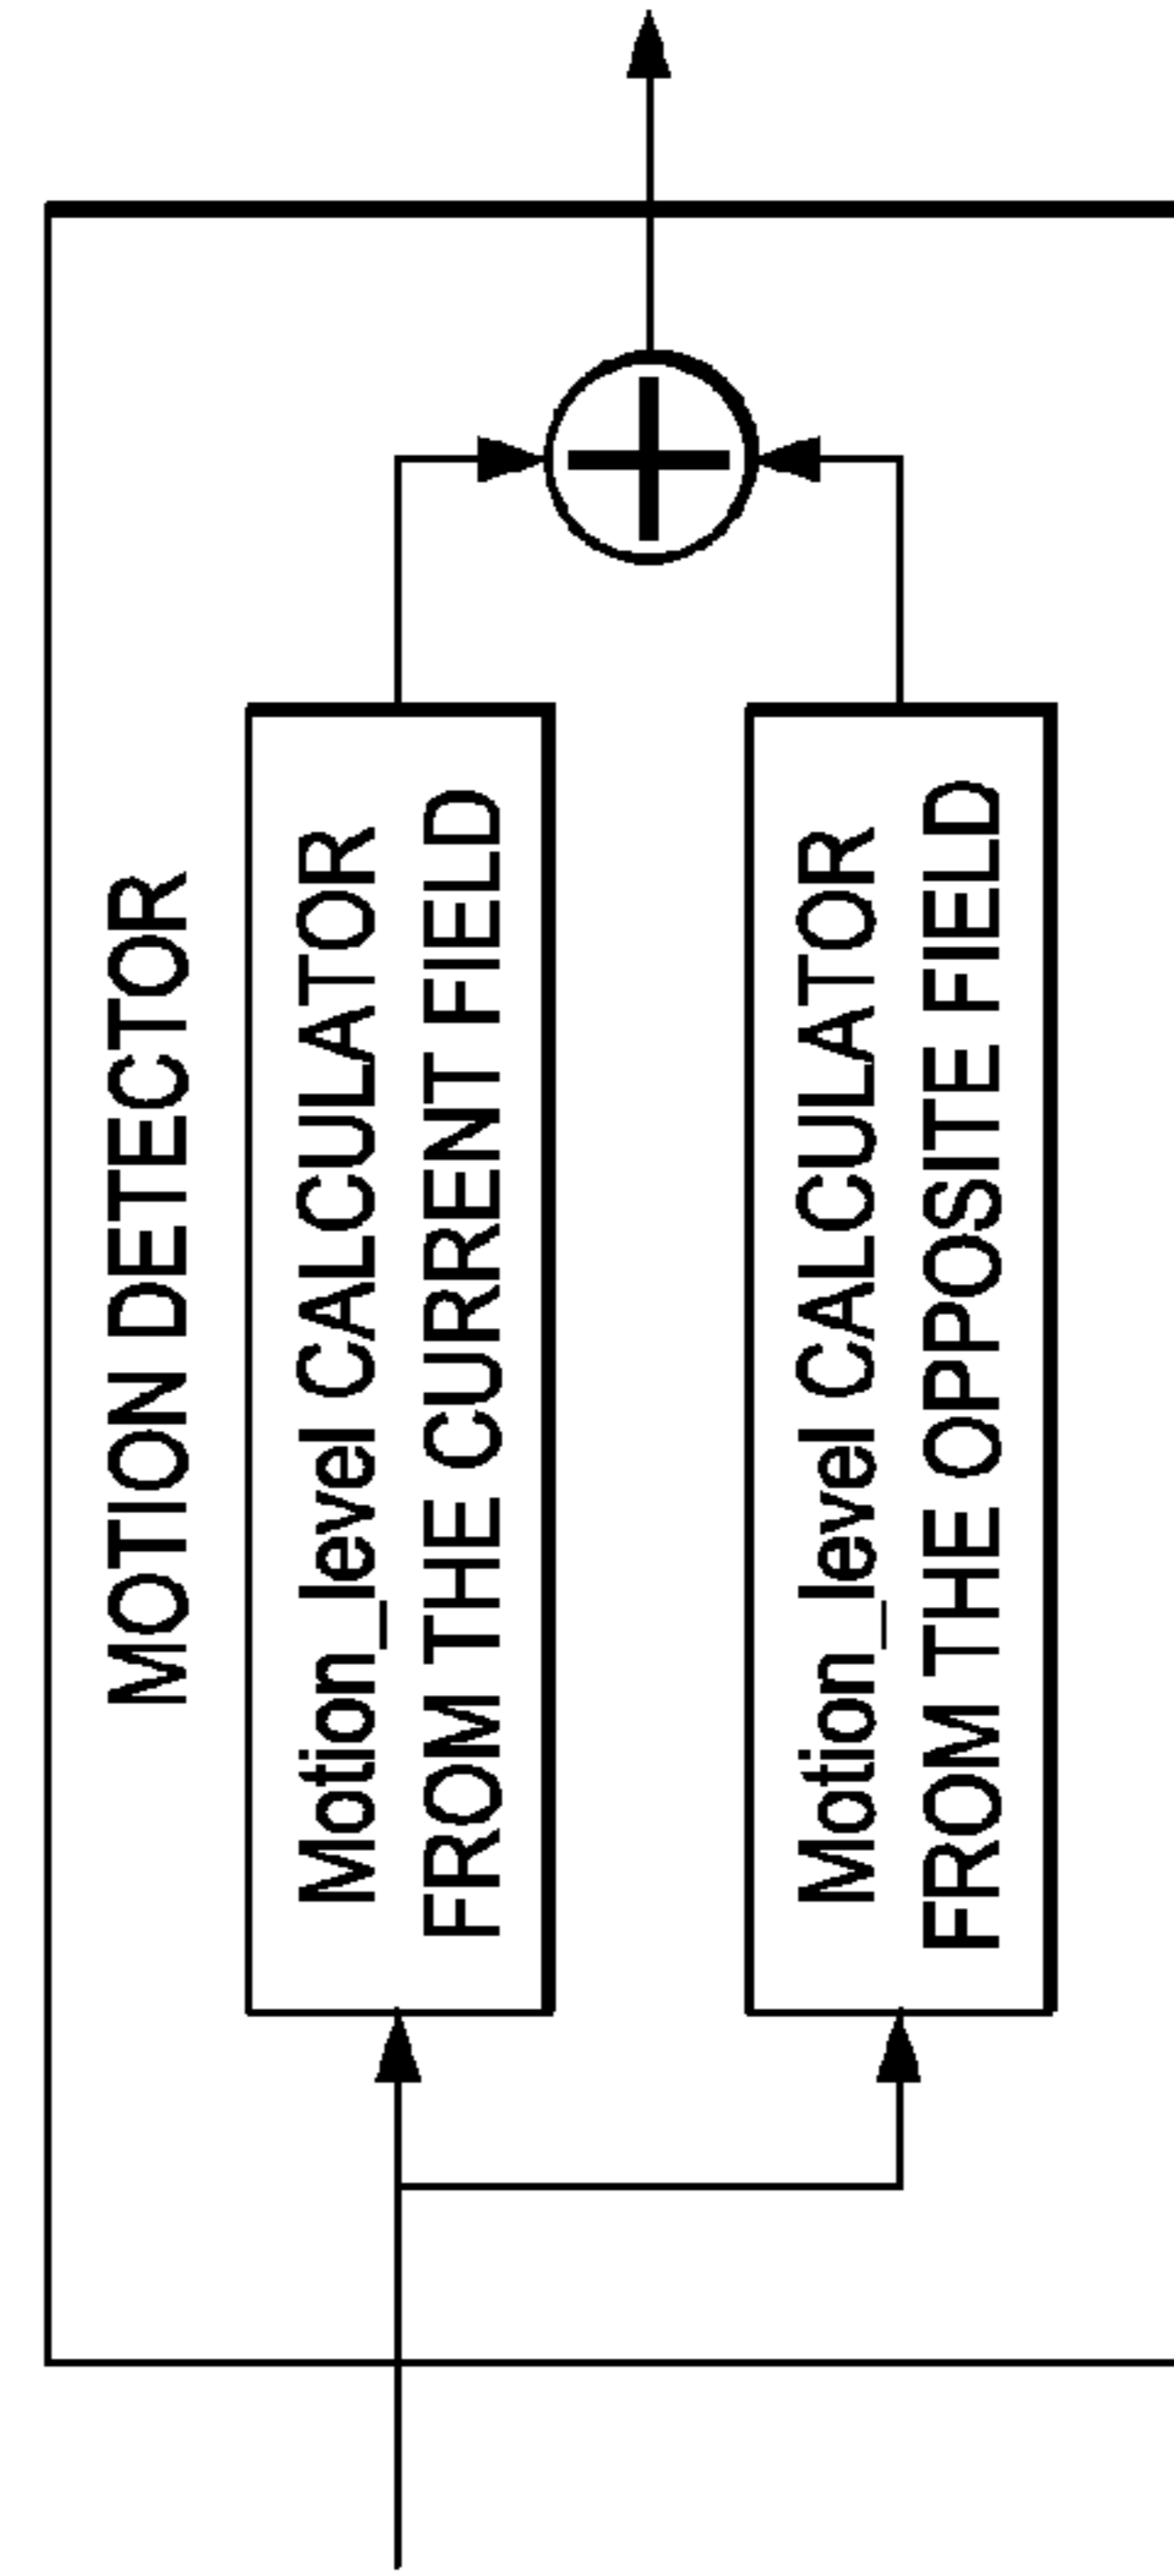 MOTION DETECTOR
Motion_level CALCULATOR
FROM THE CURRENT FIELD
Motion_level CALCULATOR
FROM THE OPPOSITE FIELD